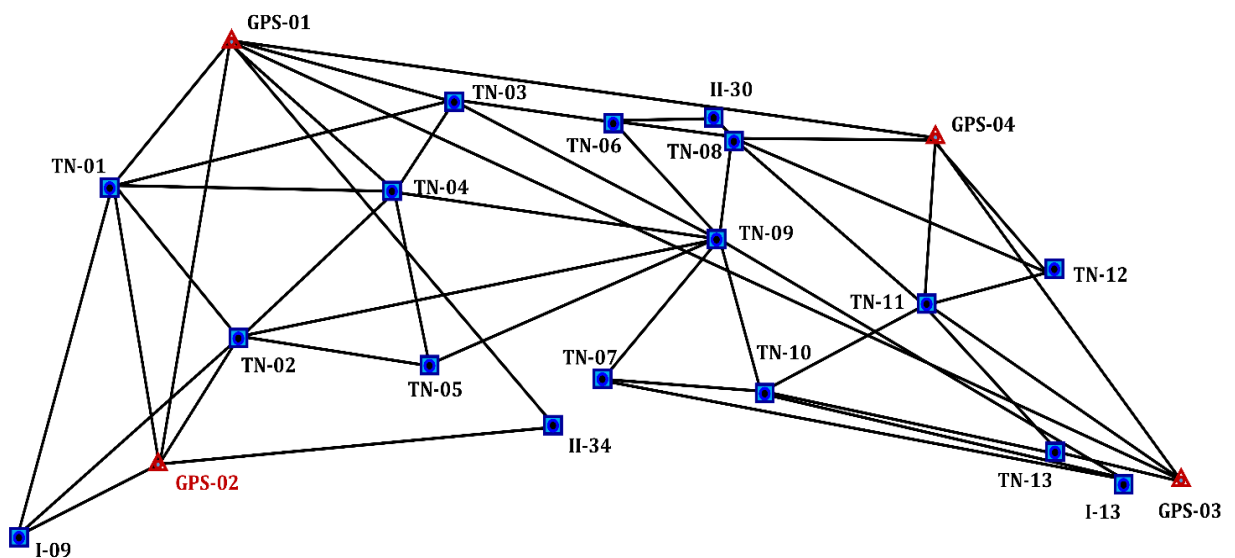 GPS-01
TN-03
II-30
GPS-04
TN-06
TN-08
TN-01
TN-04
TN-09
TN-12
TN-11
TN-02
TN-05
TN-07
TN-10
II-34
GPS-02
TN-13
I-13
GPS-03
I-09